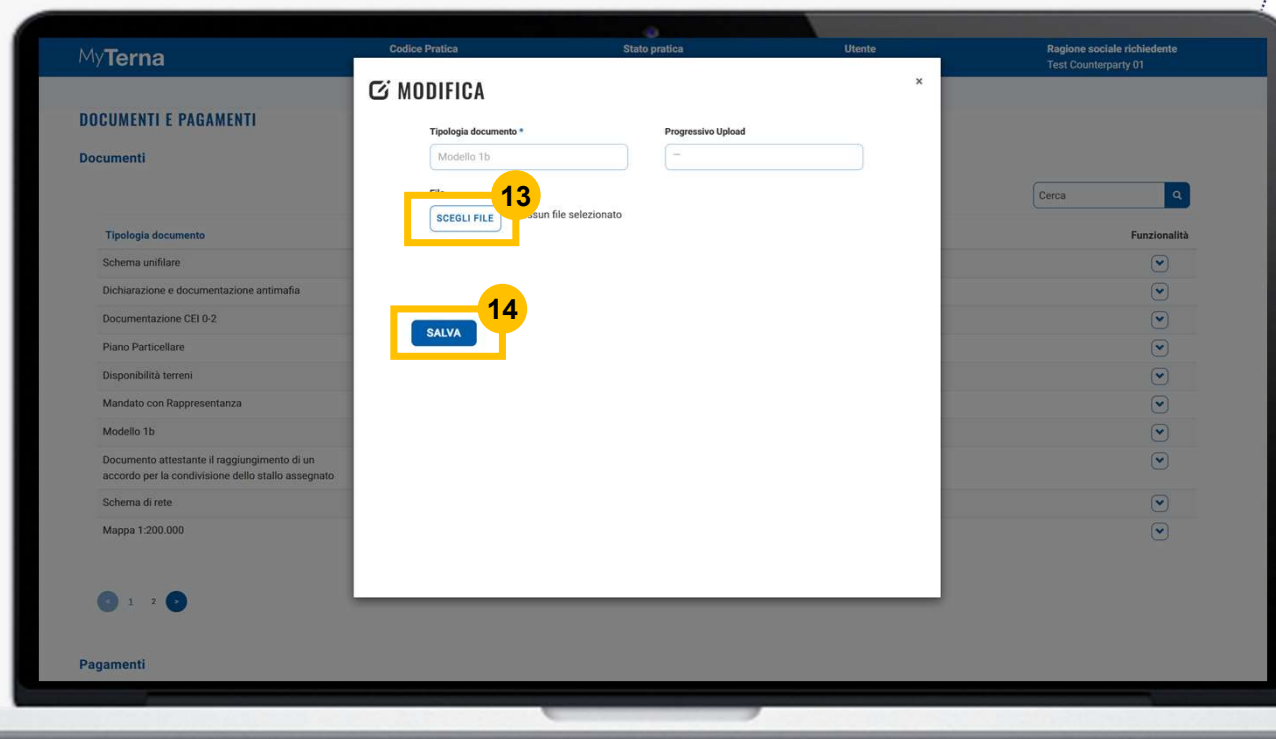 MyTerna
Codice Pratica
Stato pratica
Utente
Ragione sociale richiedente
Test Counterparty 01
DOCUMENTI E PAGAMENTI
Documenti
Cerca
Tipologia documento
Funzionalità
Schema unifilare
Dichiarazione e documentazione antimafia
Documentazione CEI 0-2
Piano Particellare
Disponibilità terreni
Mandato con Rappresentanza
Modello 1b
Documento attestante il raggiungimento di un
accordo per la condivisione dello stallo assegnato
Schema di rete
Mappa 1:200.000
1 2
Pagamenti
MODIFICA
×
Tipologia documento *
Progressivo Upload
Modello 1b
—
13
SCEGLI FILE
file selezionato
14
SALVA